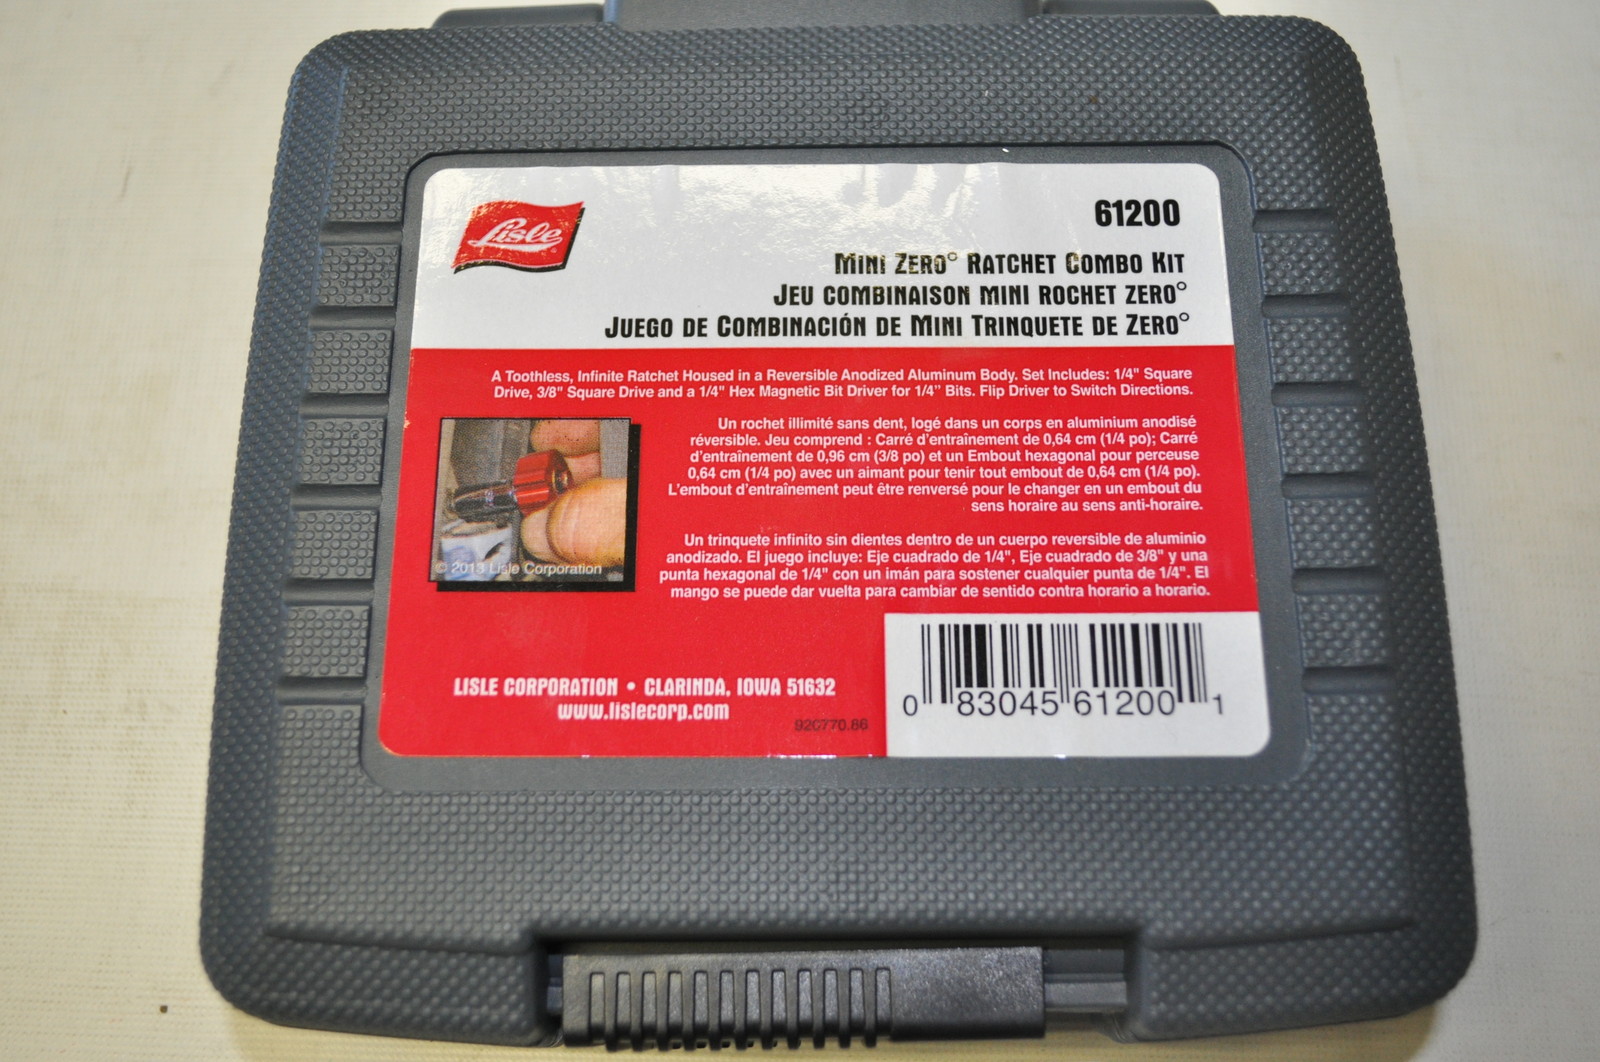 Lisle
61200
MINI ZERO° RATCHET COMBO KIT
JEU COMBINAISON MINI ROCHET ZERO°
JUEGO DE COMBINACIÓN DE MINI TRINQUETE DE ZERO°
A Toothless, Infinite Ratchet Housed in a Reversible Anodized Aluminum Body. Set Includes: 1/4" Square
Drive, 3/8" Square Drive and a 1/4" Hex Magnetic Bit Driver for 1/4" Bits. Flip Driver to Switch Directions.
Un rochet illimité sans dent, logé dans un corps en aluminium anodisé
réversible. Jeu comprend : Carré d'entraînement de 0,64 cm (1/4 po); Carré
d'entraînement de 0,96 cm (3/8 po) et un Embout hexagonal pour perceuse
0,64 cm (1/4 po) avec un aimant pour tenir tout embout de 0,64 cm (1/4 po).
L'embout d'entraînement peut être renversé pour le changer en un embout du
sens horaire au sens anti-horaire.
Un trinquete infinito sin dientes dentro de un cuerpo reversible de aluminio
anodizado. El juego incluye: Eje cuadrado de 1/4", Eje cuadrado de 3/8" y una
punta hexagonal de 1/4" con un imán para sostener cualquier punta de 1/4". El
mango se puede dar vuelta para cambiar de sentido contra horario a horario.
© 2013 Lisle Corporation
LISLE CORPORATION • CLARINDA, IOWA 51632
www.lislecorp.com
920770.86
0 83045 61200 1